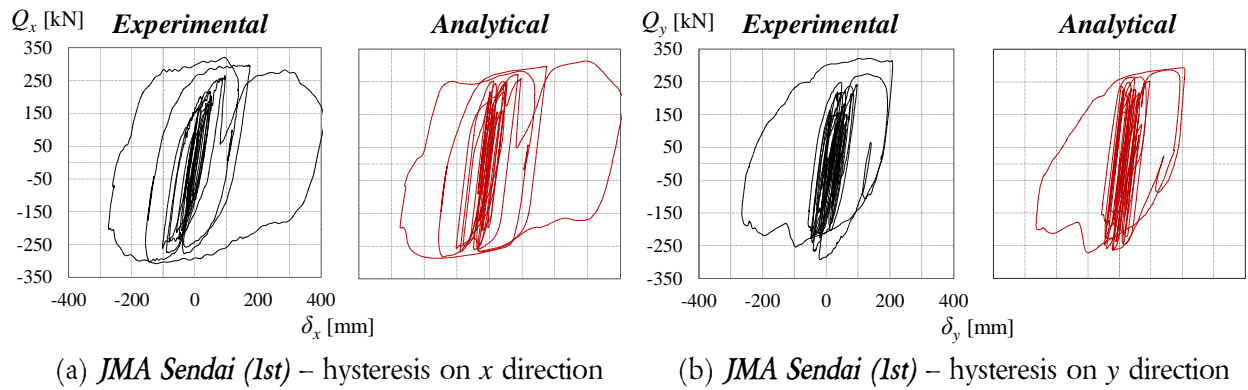 Qx [kN] Experimental Analytical Qy [kN] Experimental Analytical
350 350
250 250
150 150
50 50
-50 -50
-150 -150
-250 -250
-350 -350
-400 -200 0 200 400 -400 -200 0 200 400
δx [mm] δy [mm]
(a) JMA Sendai (1st) – hysteresis on x direction (b) JMA Sendai (1st) – hysteresis on y direction